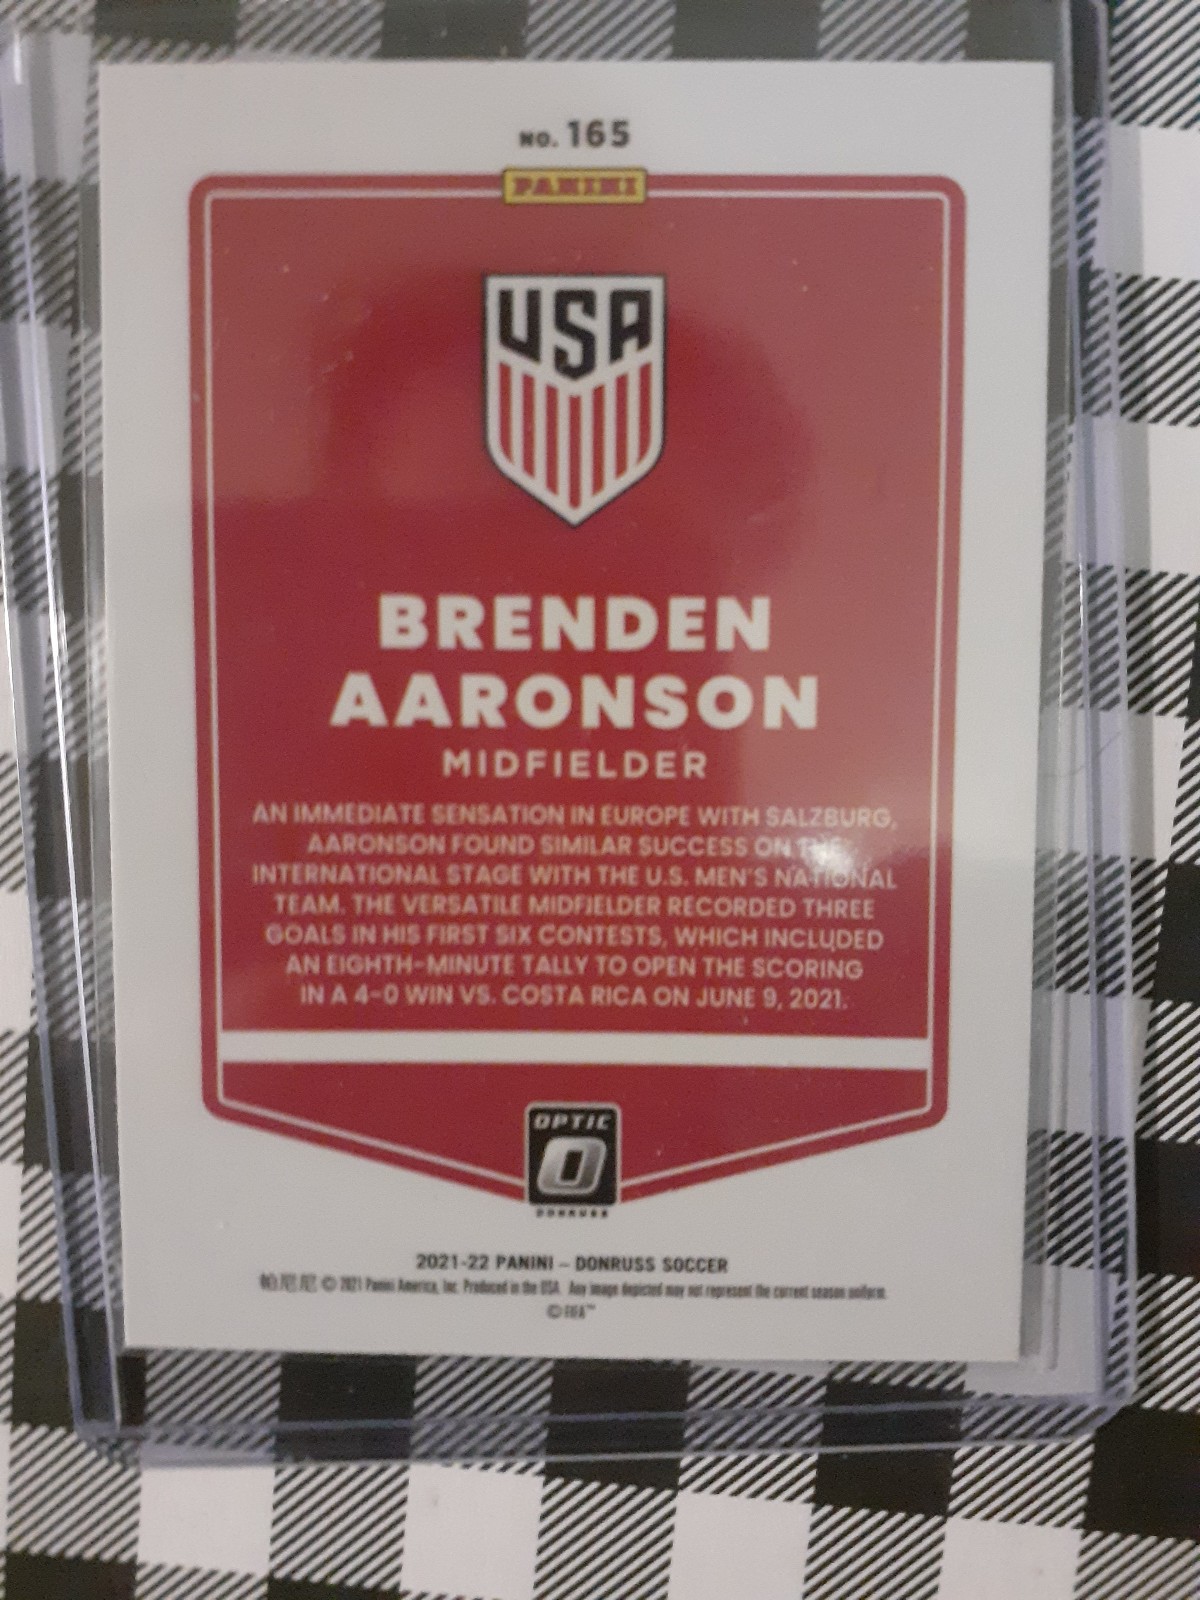 NO. 165
PANINI
USA
BRENDEN
AARONSON
MIDFIELDER
AN IMMEDIATE SENSATION IN EUROPE WITH SALZBURG,
AARONSON FOUND SIMILAR SUCCESS ON THE
INTERNATIONAL STAGE WITH THE U.S. MEN'S NATIONAL
TEAM. THE VERSATILE MIDFIELDER RECORDED THREE
GOALS IN HIS FIRST SIX CONTESTS, WHICH INCLUDED
AN EIGHTH-MINUTE TALLY TO OPEN THE SCORING
IN A 4-0 WIN VS. COSTA RICA ON JUNE 9, 2021.
OPTIC
O
DONRUSS
2021-22 PANINI – DONRUSS SOCCER
帕尼尼 © 2021 Panini America, Inc. Produced in the USA. Any image depicted may not represent the current season uniform.
© FIFA™